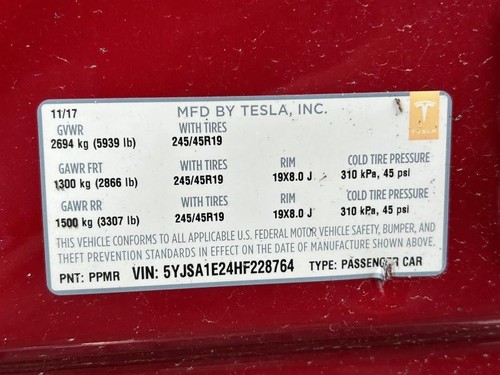 11/17 MFD BY TESLA, INC.
TESLA
GVWR WITH TIRES
2694 kg (5939 lb) 245/45R19
GAWR FRT WITH TIRES RIM COLD TIRE PRESSURE
1300 kg (2866 lb) 245/45R19 19X8.0 J 310 kPa, 45 psi
GAWR RR WITH TIRES RIM COLD TIRE PRESSURE
1500 kg (3307 lb) 245/45R19 19X8.0 J 310 kPa, 45 psi
THIS VEHICLE CONFORMS TO ALL APPLICABLE U.S. FEDERAL MOTOR VEHICLE SAFETY, BUMPER, AND
THEFT PREVENTION STANDARDS IN EFFECT ON THE DATE OF MANUFACTURE SHOWN ABOVE.
PNT: PPMR VIN: 5YJSA1E24HF228764 TYPE: PASSENGER CAR